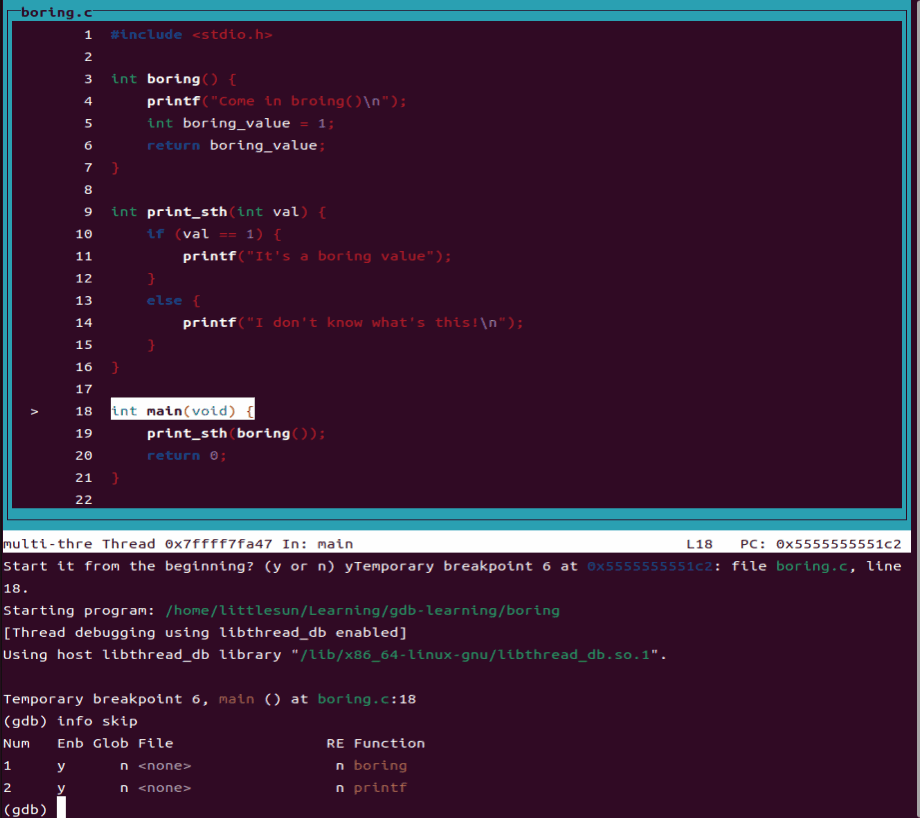 boring.c
1 #include <stdio.h>
2
3 int boring() {
4     printf("Come in broing()\n");
5     int boring_value = 1;
6     return boring_value;
7 }
8
9 int print_sth(int val) {
10     if (val == 1) {
11         printf("It's a boring value");
12     }
13     else {
14         printf("I don't know what's this!\n");
15     }
16 }
17
> 18 int main(void) {
19     print_sth(boring());
20     return 0;
21 }
22
multi-thre Thread 0x7ffff7fa47 In: main L18 PC: 0x5555555551c2
Start it from the beginning? (y or n) yTemporary breakpoint 6 at 0x5555555551c2: file boring.c, line
18.
Starting program: /home/littlesun/Learning/gdb-learning/boring
[Thread debugging using libthread_db enabled]
Using host libthread_db library "/lib/x86_64-linux-gnu/libthread_db.so.1".

Temporary breakpoint 6, main () at boring.c:18
(gdb) info skip
Num   Enb Glob File                 RE Function
1     y      n <none>                n boring
2     y      n <none>                n printf
(gdb)